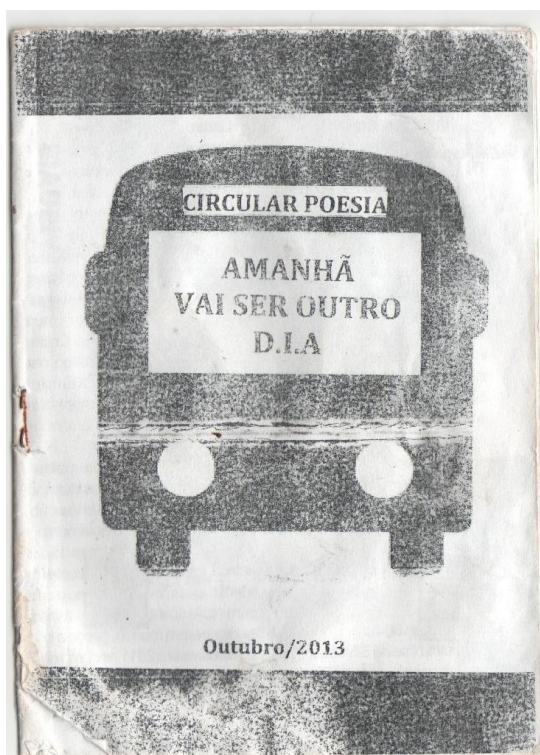 CIRCULAR POESIA
AMANHÃ
VAI SER OUTRO
D.I.A
Outubro/2013